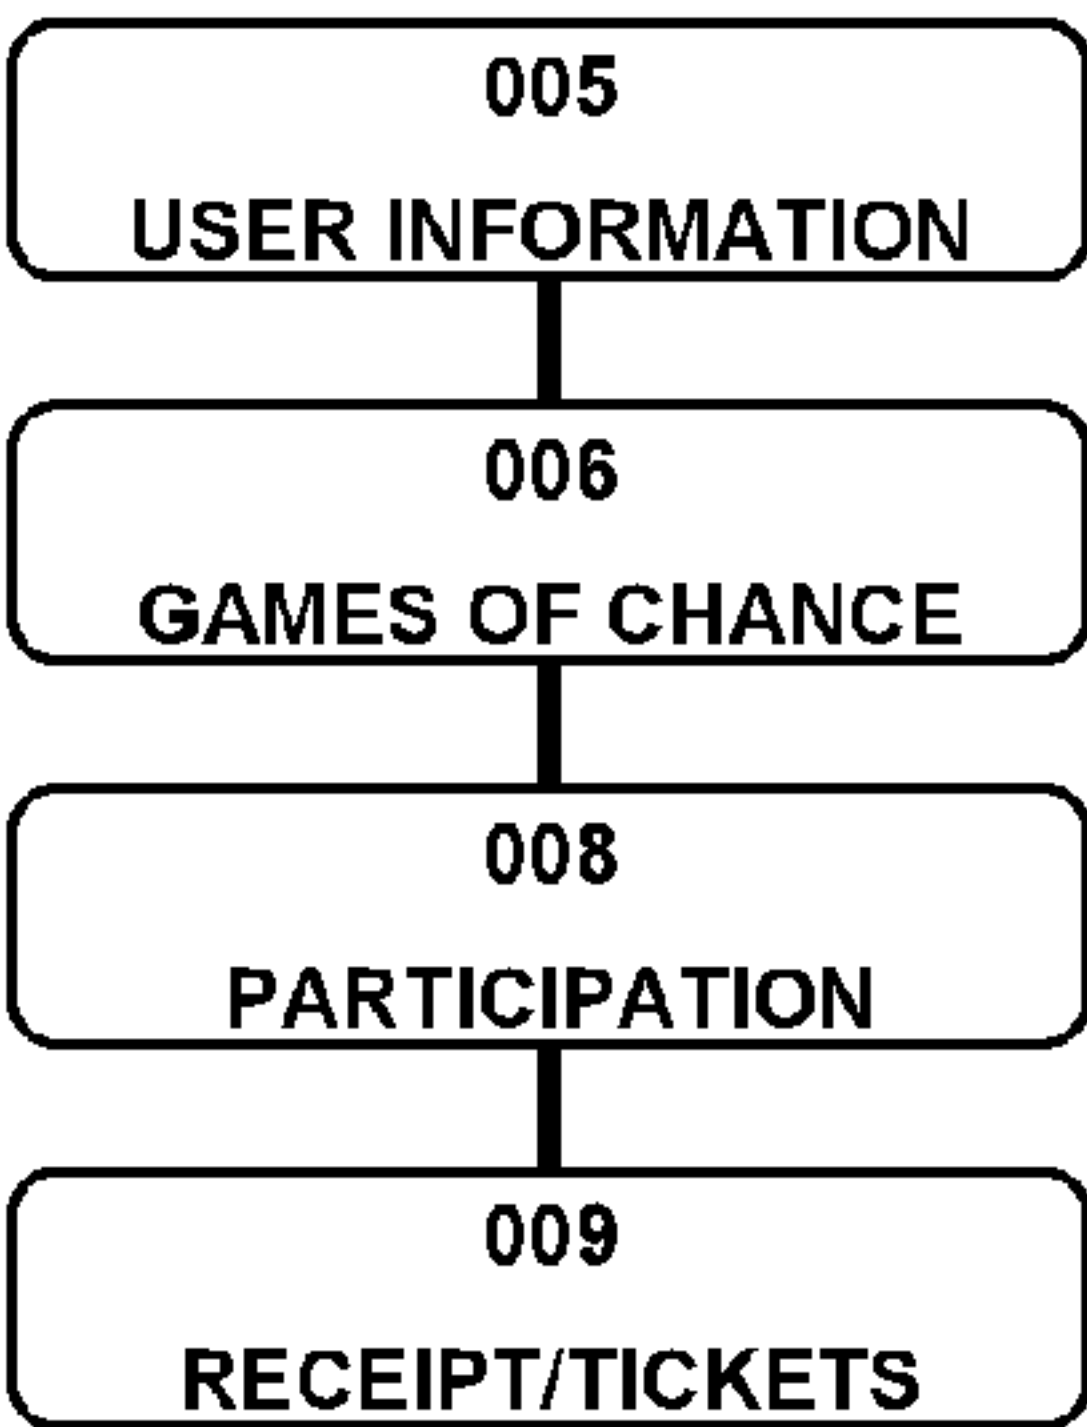 005
USER INFORMATION
006
GAMES OF CHANCE
008
PARTICIPATION
009
RECEIPT/TICKETS